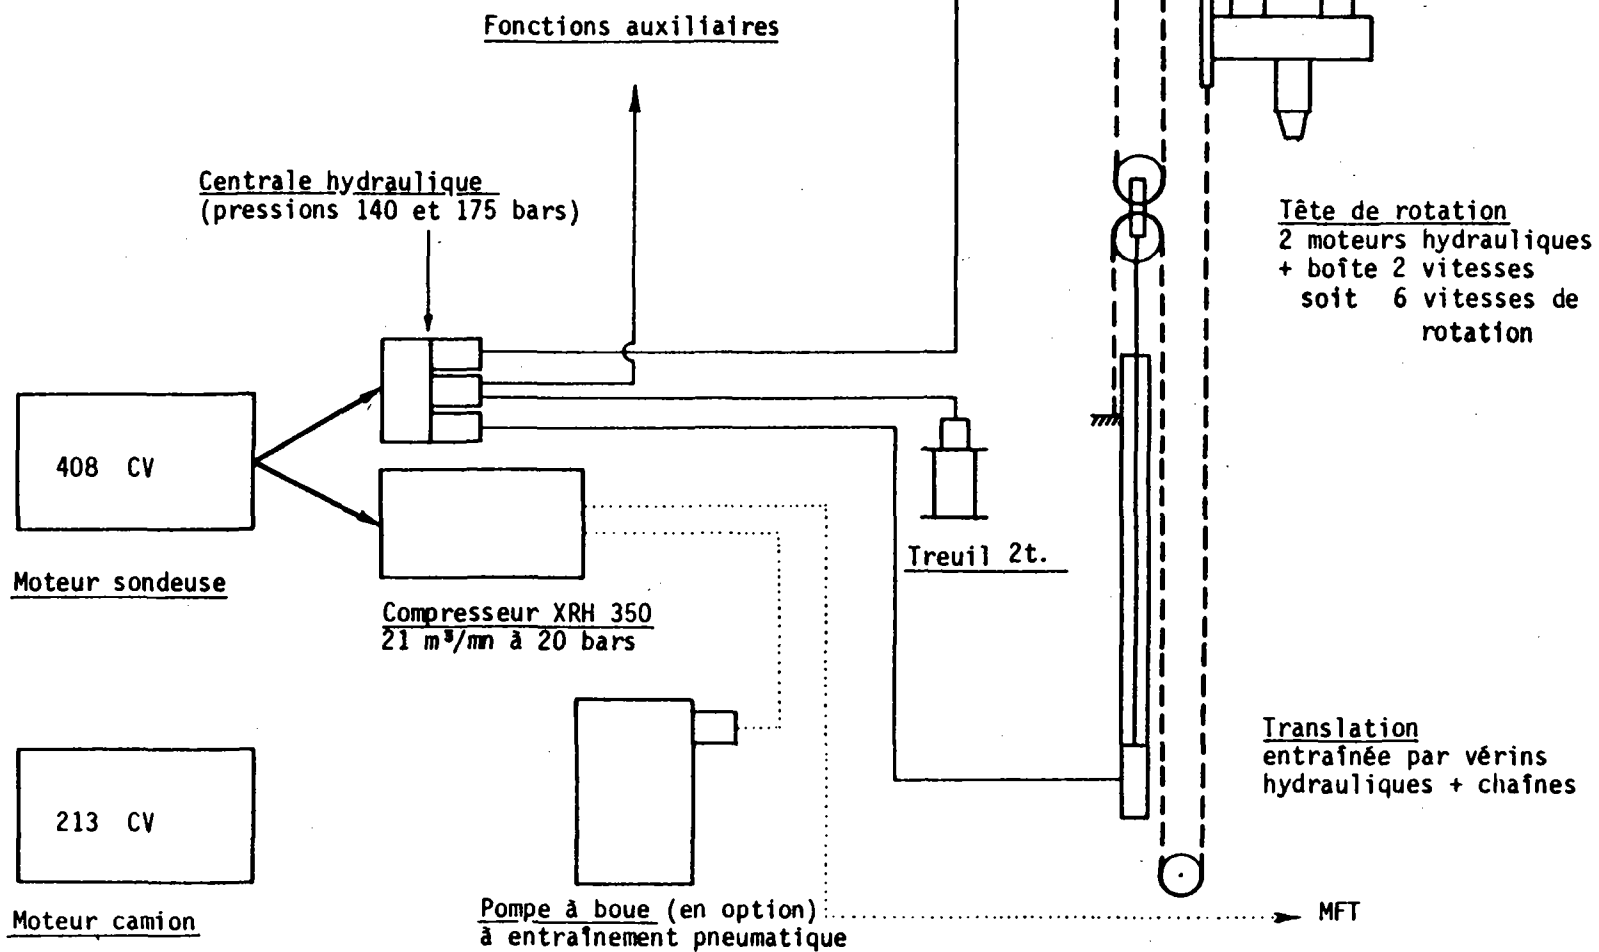 Fonctions auxiliaires
Centrale hydraulique
(pressions 140 et 175 bars)
Tête de rotation
2 moteurs hydrauliques
+ boîte 2 vitesses
soit 6 vitesses de
rotation
408 CV
Moteur sondeuse
Treuil 2t.
Compresseur XRH 350
21 m³/mn à 20 bars
Translation
entraînée par vérins
hydrauliques + chaînes
213 CV
Moteur camion
Pompe à boue (en option)
à entraînement pneumatique
MFT